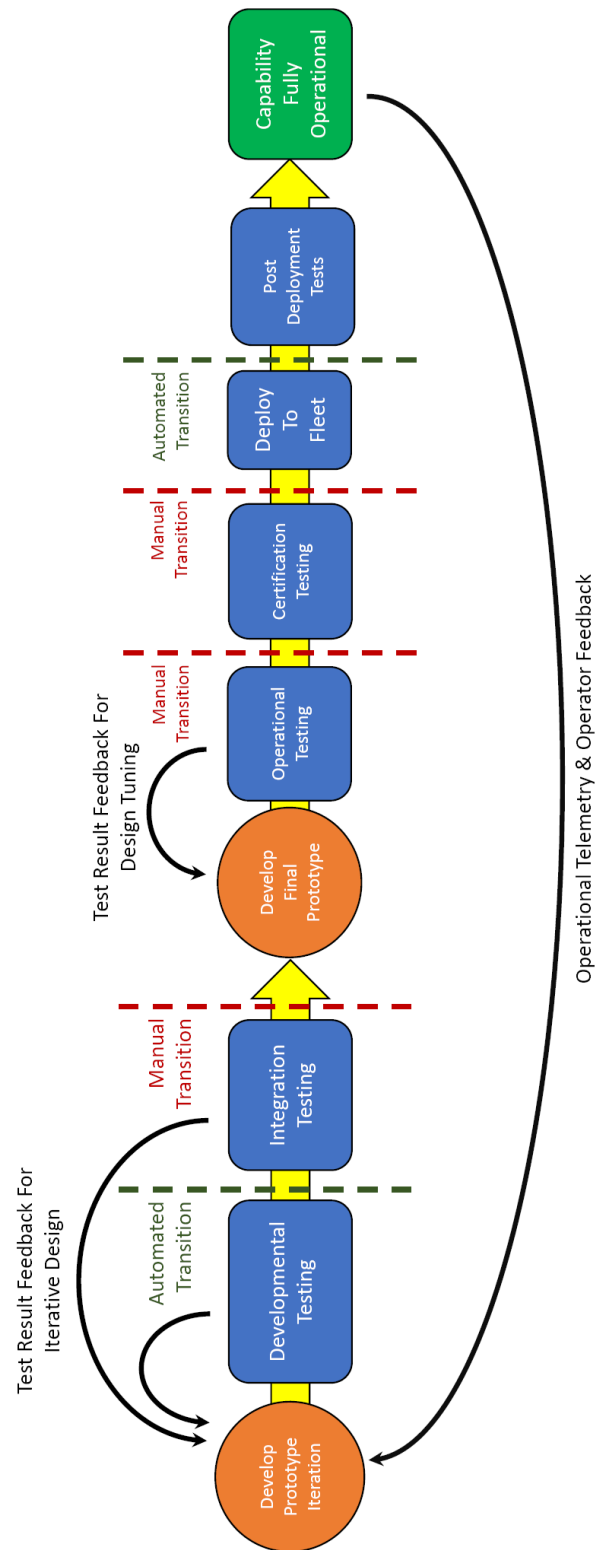 Test Result Feedback For
Iterative Design
Test Result Feedback For
Design Tuning
Automated
Transition
Manual
Transition
Manual
Transition
Manual
Transition
Automated
Transition
Develop
Prototype
Iteration
Developmental
Testing
Integration
Testing
Develop
Final
Prototype
Operational
Testing
Certification
Testing
Deploy
To
Fleet
Post
Deployment
Tests
Capability
Fully
Operational
Operational Telemetry & Operator Feedback